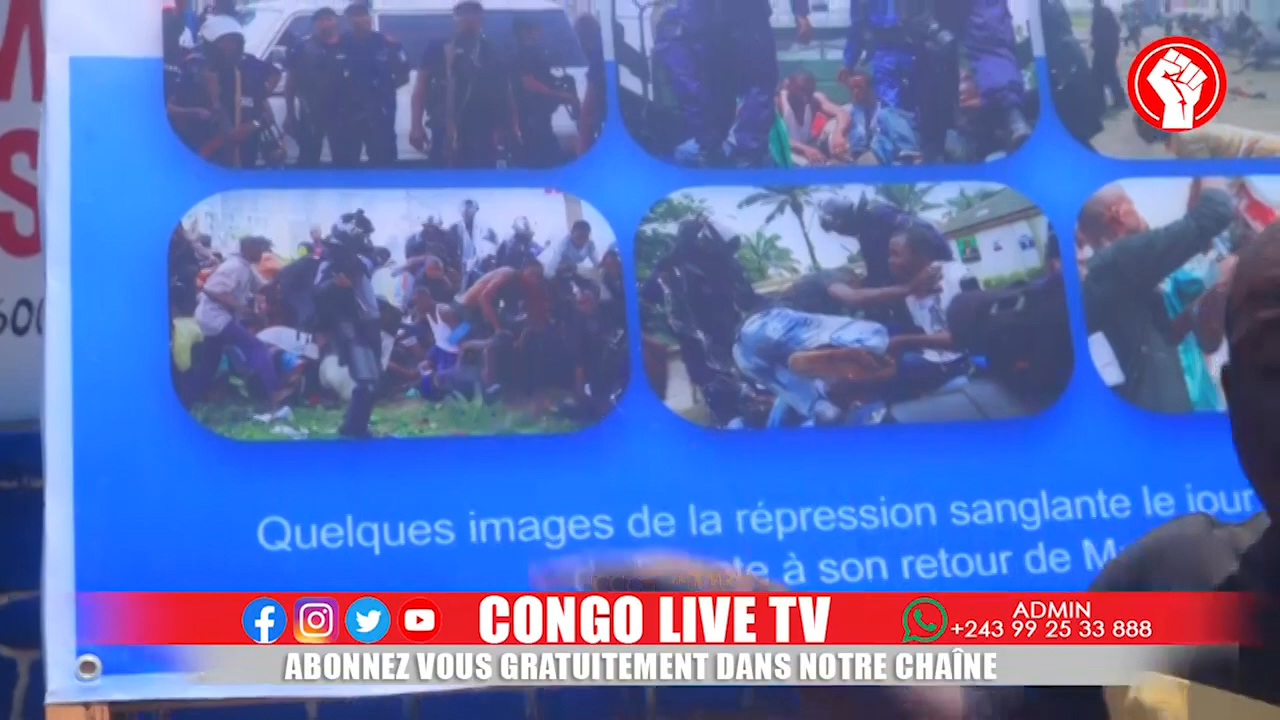 S
600
Quelques images de la répression sanglante le jour
à son retour de
CONGO LIVE TV
ADMIN
+243 99 25 33 888
ABONNEZ VOUS GRATUITEMENT DANS NOTRE CHAÎNE